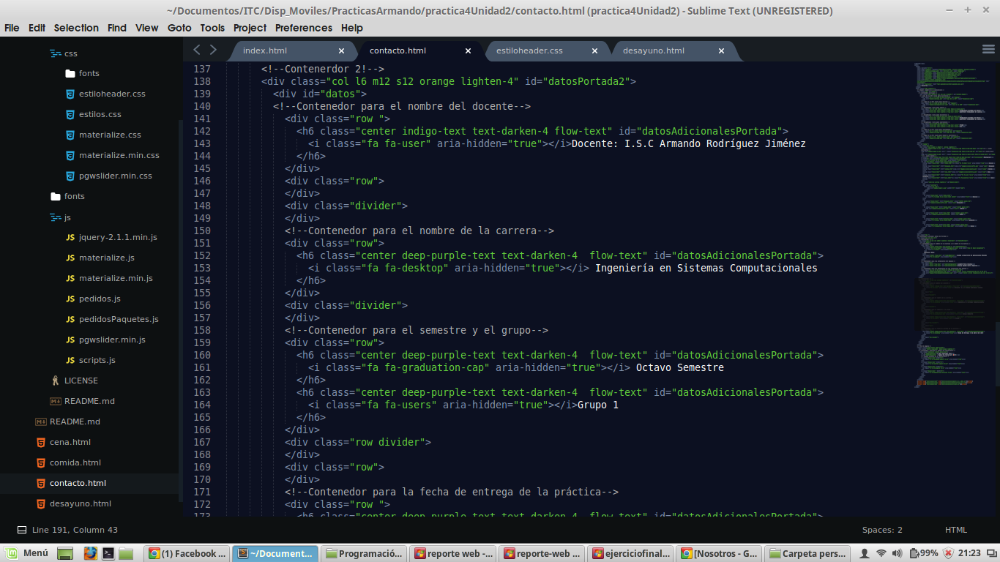 ~/Documentos/ITC/Disp_Moviles/PracticasArmando/practica4Unidad2/contacto.html (practica4Unidad2) - Sublime Text (UNREGISTERED)
File Edit Selection Find View Goto Tools Project Preferences Help
css
fonts
estiloheader.css
estilos.css
materialize.css
materialize.min.css
pgwslider.min.css
fonts
js
jquery-2.1.1.min.js
materialize.js
materialize.min.js
pedidos.js
pedidosPaquetes.js
pgwslider.min.js
scripts.js
LICENSE
README.md
README.md
cena.html
comida.html
contacto.html
desayuno.html
index.html × contacto.html × estiloheader.css × desayuno.html ×
137 <!--Contenerdor 2!-->
138 <div class="col l6 m12 s12 orange lighten-4" id="datosPortada2">
139 <div id="datos">
140 <!--Contenedor para el nombre del docente-->
141 <div class="row ">
142 <h6 class="center indigo-text text-darken-4 flow-text" id="datosAdicionalesPortada">
143 <i class="fa fa-user" aria-hidden="true"></i>Docente: I.S.C Armando Rodríguez Jiménez
144 </h6>
145 </div>
146 <div class="row">
147 </div>
148 <div class="divider">
149 </div>
150 <!--Contenedor para el nombre de la carrera-->
151 <div class="row">
152 <h6 class="center deep-purple-text text-darken-4  flow-text" id="datosAdicionalesPortada">
153 <i class="fa fa-desktop" aria-hidden="true"></i> Ingeniería en Sistemas Computacionales
154 </h6>
155 </div>
156 <div class="divider">
157 </div>
158 <!--Contenedor para el semestre y el grupo-->
159 <div class="row">
160 <h6 class="center deep-purple-text text-darken-4  flow-text" id="datosAdicionalesPortada">
161 <i class="fa fa-graduation-cap" aria-hidden="true"></i> Octavo Semestre
162 </h6>
163 <h6 class="center deep-purple-text text-darken-4  flow-text" id="datosAdicionalesPortada">
164 <i class="fa fa-users" aria-hidden="true"></i>Grupo 1
165 </h6>
166 </div>
167 <div class="row divider">
168 </div>
169 <div class="row">
170 </div>
171 <!--Contenedor para la fecha de entrega de la práctica-->
172 <div class="row ">
173 <h6 class="center deep-purple-text text-darken-4  flow-text" id="datosAdicionalesPortada">
Line 191, Column 43 Spaces: 2 HTML
Menú (1) Facebook ... ~/Document... Programació... reporte web -... reporte-web ... ejerciciofinal... [Nosotros - G... Carpeta pers... 99% 21:23